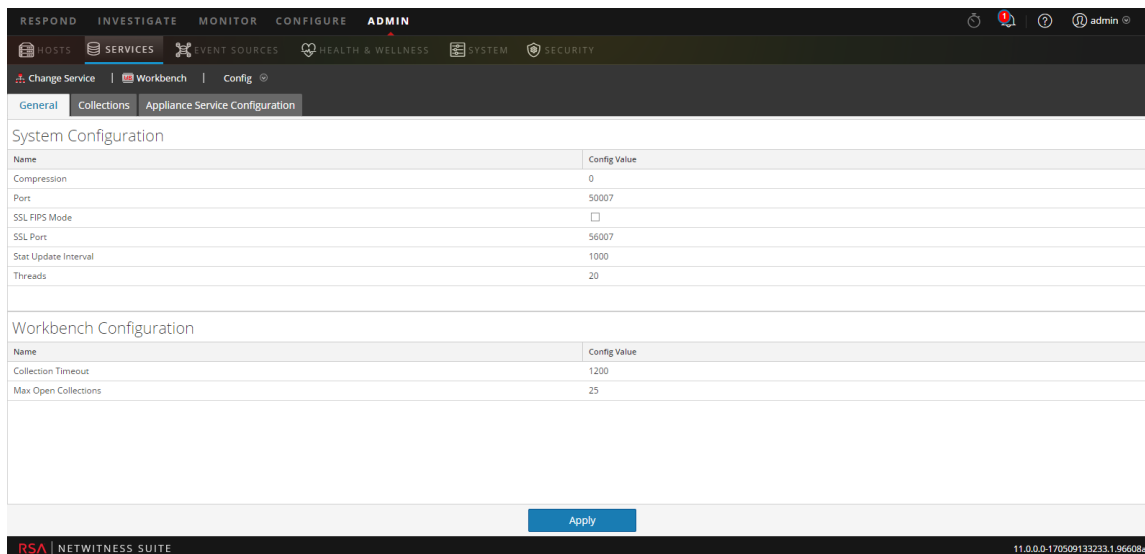 RESPOND INVESTIGATE MONITOR CONFIGURE ADMIN 1 admin
HOSTS SERVICES EVENT SOURCES HEALTH & WELLNESS SYSTEM SECURITY
Change Service | Workbench | Config
General Collections Appliance Service Configuration
System Configuration
Name Config Value
Compression 0
Port 50007
SSL FIPS Mode
SSL Port 56007
Stat Update Interval 1000
Threads 20
Workbench Configuration
Name Config Value
Collection Timeout 1200
Max Open Collections 25
Apply
RSA | NETWITNESS SUITE 11.0.0.0-170509133233.1.96608